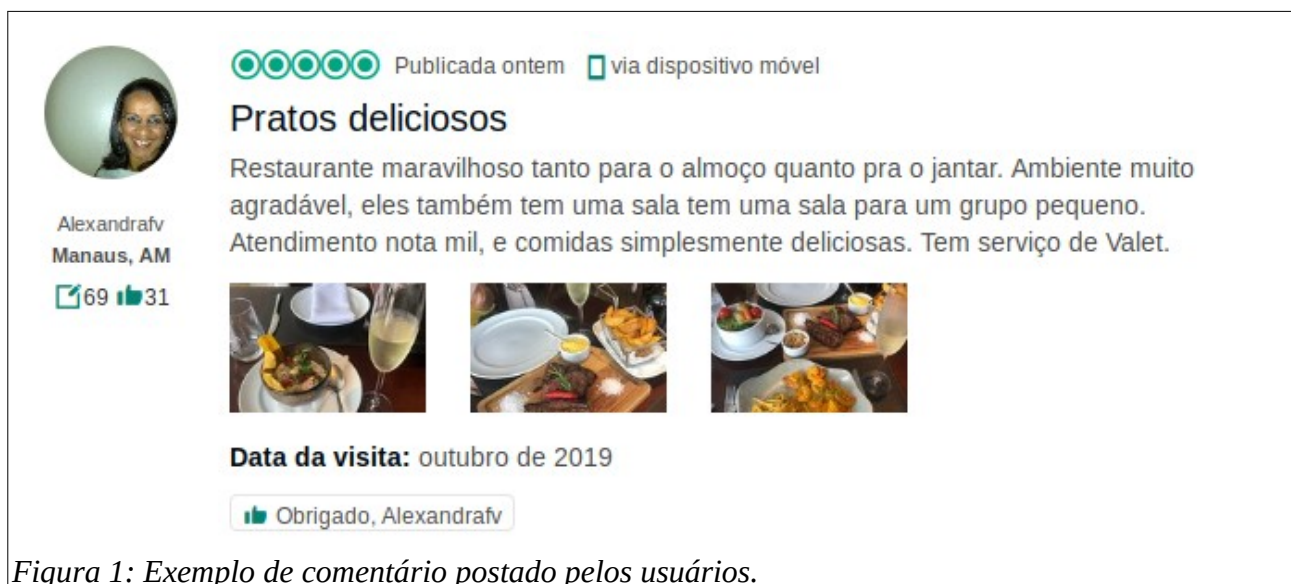 Publicada ontem via dispositivo móvel
Pratos deliciosos
Restaurante maravilhoso tanto para o almoço quanto pra o jantar. Ambiente muito
agradável, eles também tem uma sala tem uma sala para um grupo pequeno.
Atendimento nota mil, e comidas simplesmente deliciosas. Tem serviço de Valet.
Alexandrafv
Manaus, AM
69 31
Data da visita: outubro de 2019
Obrigado, Alexandrafv
Figura 1: Exemplo de comentário postado pelos usuários.